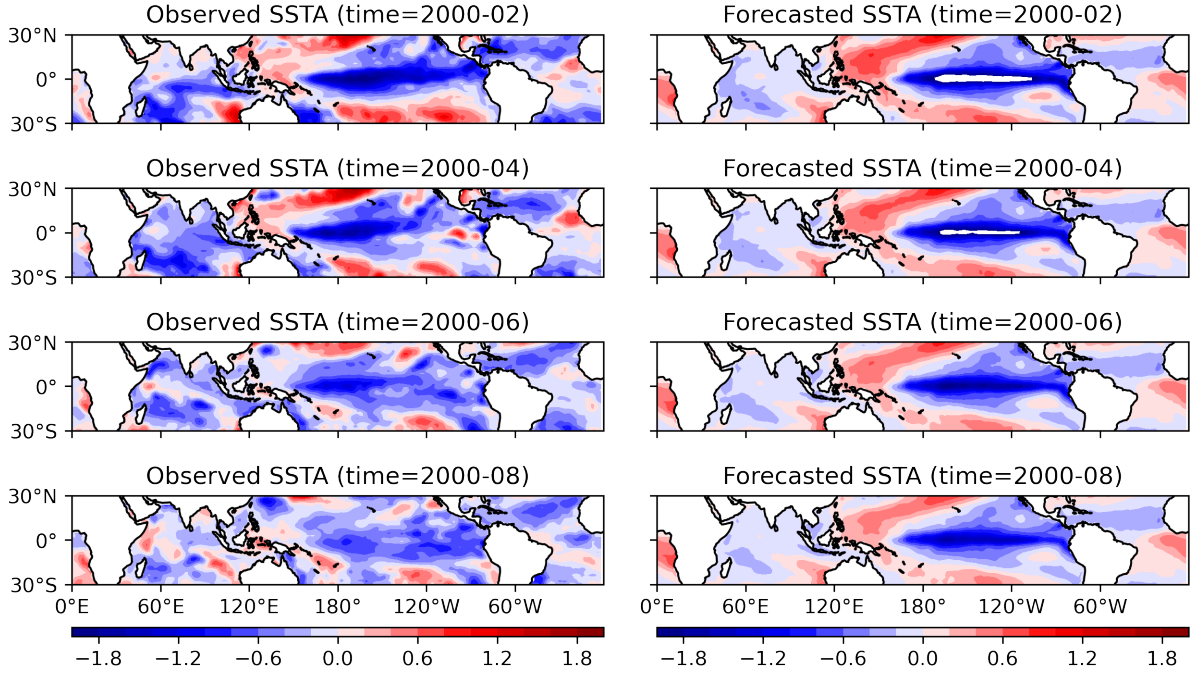 Observed SSTA (time=2000-02) Forecasted SSTA (time=2000-02)
30°N
0°
30°S
Observed SSTA (time=2000-04) Forecasted SSTA (time=2000-04)
30°N
0°
30°S
Observed SSTA (time=2000-06) Forecasted SSTA (time=2000-06)
30°N
0°
30°S
Observed SSTA (time=2000-08) Forecasted SSTA (time=2000-08)
30°N
0°
30°S
0°E 60°E 120°E 180° 120°W 60°W 0°E 60°E 120°E 180° 120°W 60°W
−1.8 −1.2 −0.6 0.0 0.6 1.2 1.8 −1.8 −1.2 −0.6 0.0 0.6 1.2 1.8